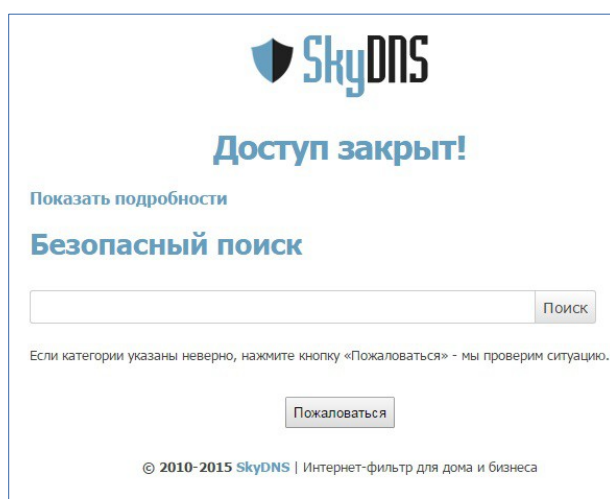 SkyDNS
Доступ закрыт!
Показать подробности
Безопасный поиск
Поиск
Если категории указаны неверно, нажмите кнопку «Пожаловаться» - мы проверим ситуацию.
Пожаловаться
© 2010-2015 SkyDNS | Интернет-фильтр для дома и бизнеса